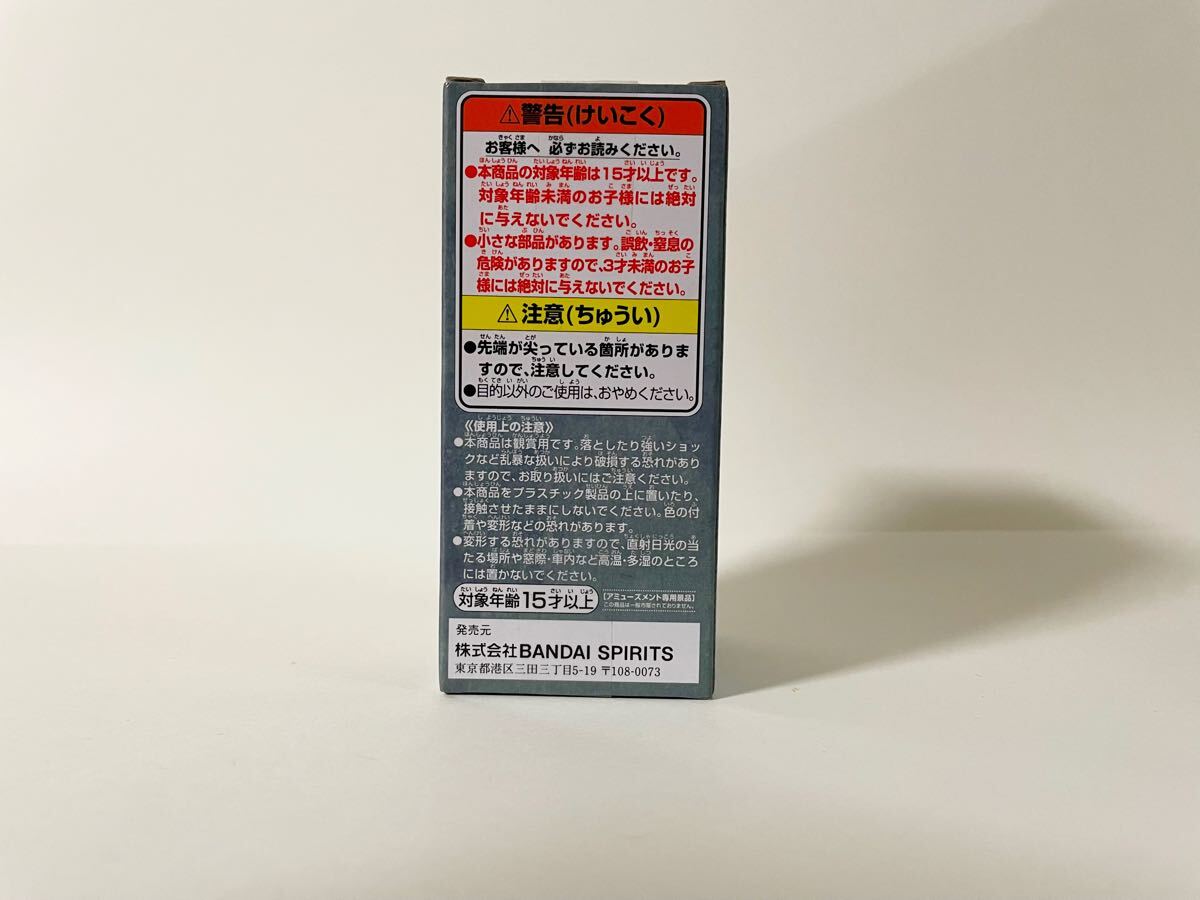 ⚠警告(けいこく)
お客様へ 必ずお読みください。
●本商品の対象年齢は15才以上です。
対象年齢未満のお子様には絶対
に与えないでください。
●小さな部品があります。誤飲・窒息の
危険がありますので、3才未満のお子
様には絶対に与えないでください。
⚠注意(ちゅうい)
●先端が尖っている箇所がありま
すので、注意してください。
●目的以外のご使用は、おやめください。
《使用上の注意》
●本商品は観賞用です。落としたり強いショッ
クなど乱暴な扱いにより破損する恐れがあり
ますので、お取り扱いにはご注意ください。
●本商品をプラスチック製品の上に置いたり、
接触させたままにしないでください。色の付
着や変形などの恐れがあります。
●変形する恐れがありますので、直射日光の当
たる場所や窓際・車内など高温・多湿のところ
には置かないでください。
対象年齢15才以上
【アミューズメント専用景品】
この商品は一般市販されておりません。
発売元
株式会社BANDAI SPIRITS
東京都港区三田三丁目5-19 〒108-0073